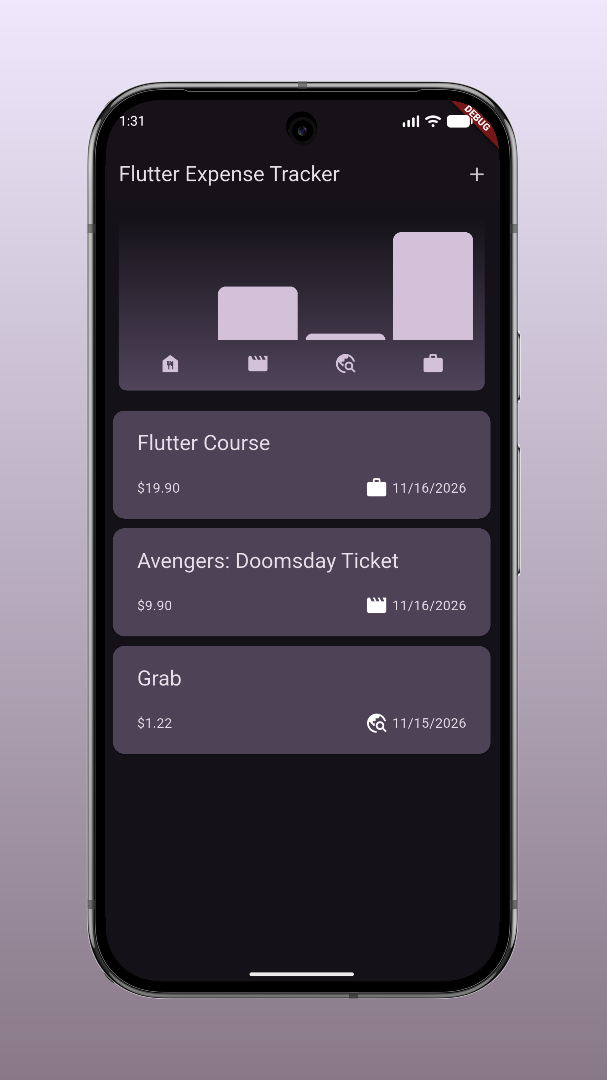 1:31
DEBUG
Flutter Expense Tracker
Flutter Course
$19.90
11/16/2026
Avengers: Doomsday Ticket
$9.90
11/16/2026
Grab
$1.22
11/15/2026